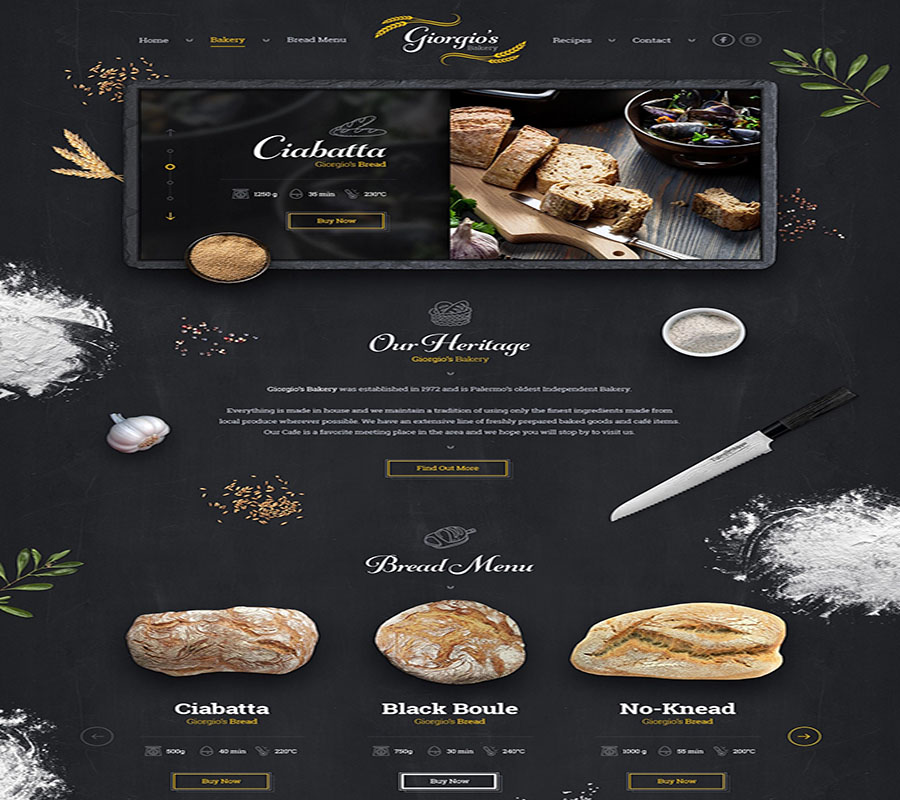 Home
Bakery
Bread Menu
Giorgio's
Bakery
Recipes
Contact
Ciabatta
Giorgio's Bread
1250 g 35 min 230°C
Buy Now
Our Heritage
Giorgio's Bakery
Giorgio's Bakery was established in 1972 and is Palermo's oldest Independent Bakery.
Everything is made in house and we maintain a tradition of using only the finest ingredients made from
local produce wherever possible. We have an extensive line of freshly prepared baked goods and café items.
Our Cafe is a favorite meeting place in the area and we hope you will stop by to visit us.
Find Out More
Bread Menu
Ciabatta
Giorgio's Bread
500g 40 min 220°C
Buy Now
Black Boule
Giorgio's Bread
750g 30 min 240°C
Buy Now
No-Knead
Giorgio's Bread
1000 g 55 min 200°C
Buy Now